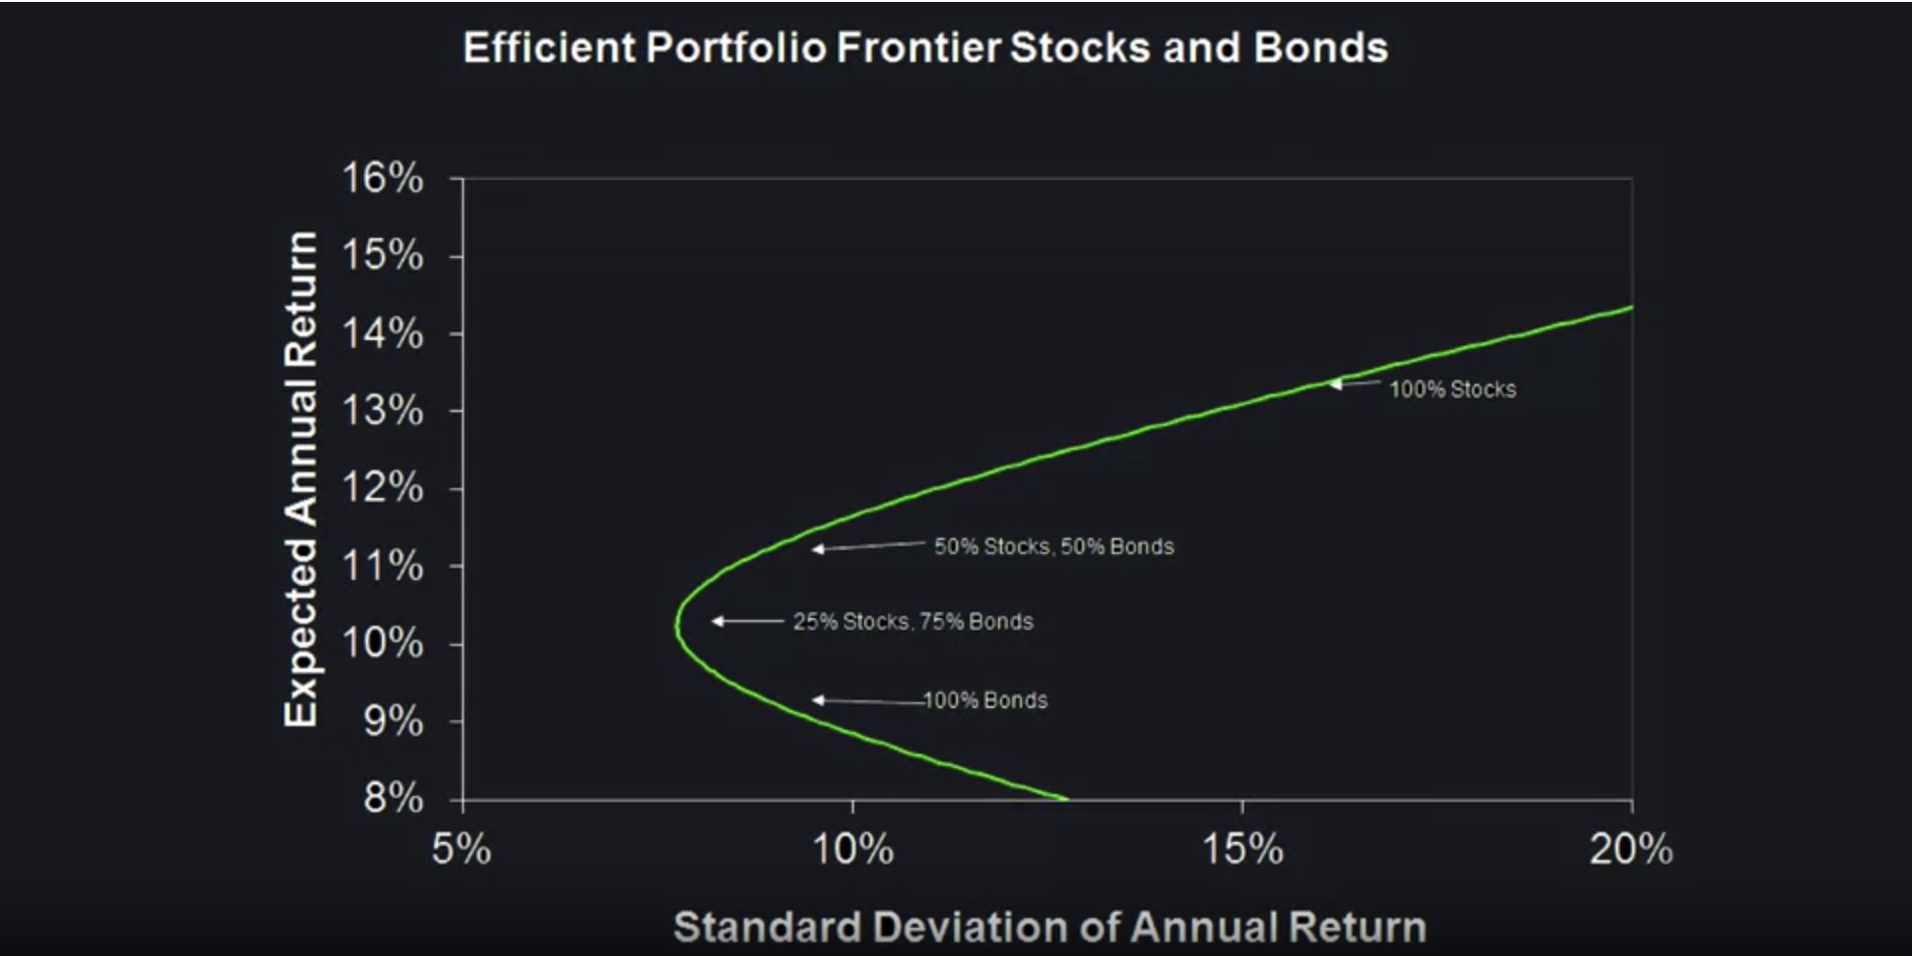 Efficient Portfolio Frontier Stocks and Bonds
16%
15%
14%
13%
12%
11%
10%
9%
8%
Expected Annual Return
100% Stocks
50% Stocks, 50% Bonds
25% Stocks, 75% Bonds
100% Bonds
5% 10% 15% 20%
Standard Deviation of Annual Return